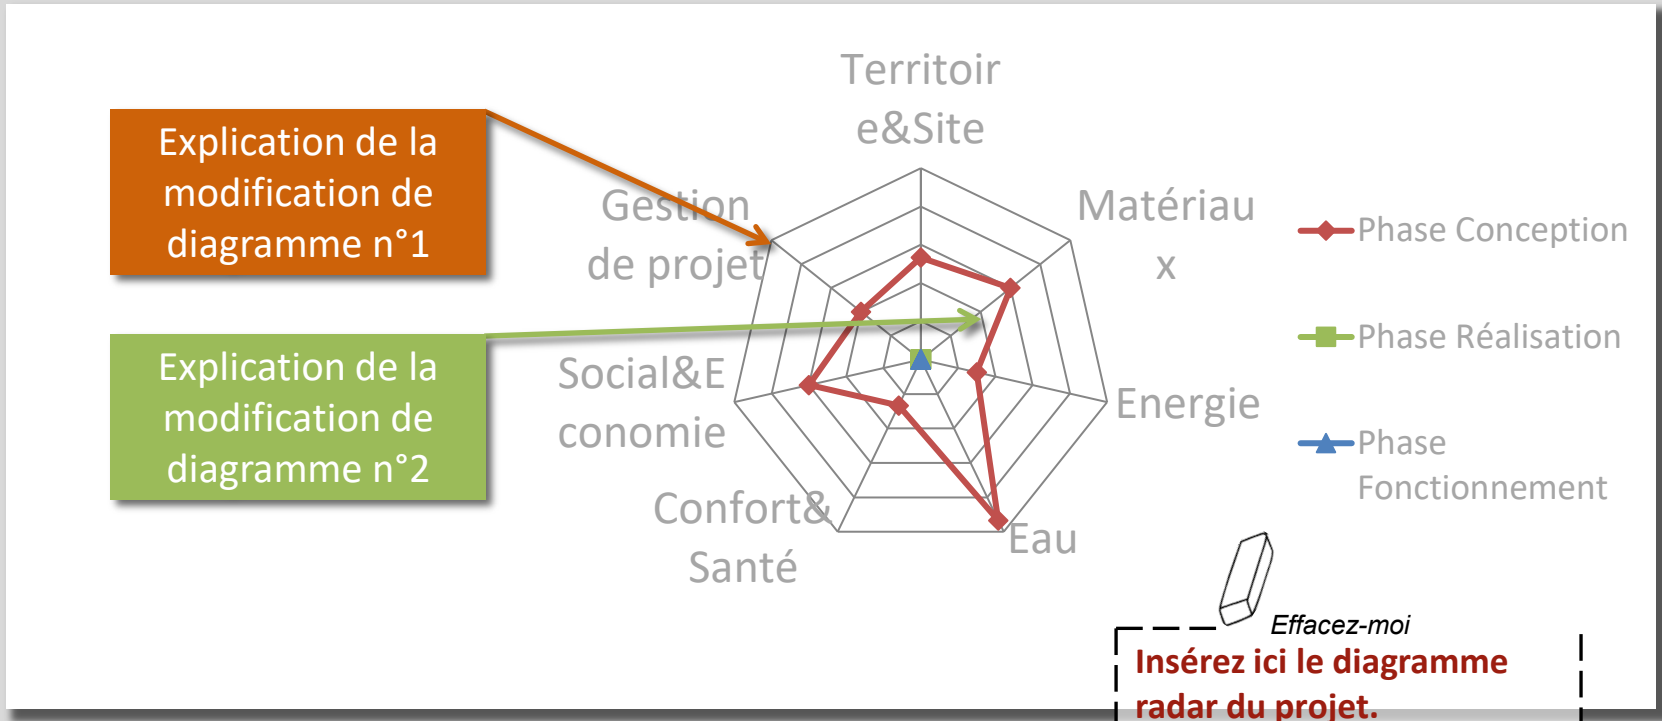 Territoir
e&Site
Explication de la
modification de
diagramme n°1
Gestion
de projet
Matériau
x
Phase Conception
Phase Réalisation
Explication de la
modification de
diagramme n°2
Social&E
conomie
Energie
Phase
Fonctionnement
Confort&
Santé
Eau
Effacez-moi
Insérez ici le diagramme
radar du projet.